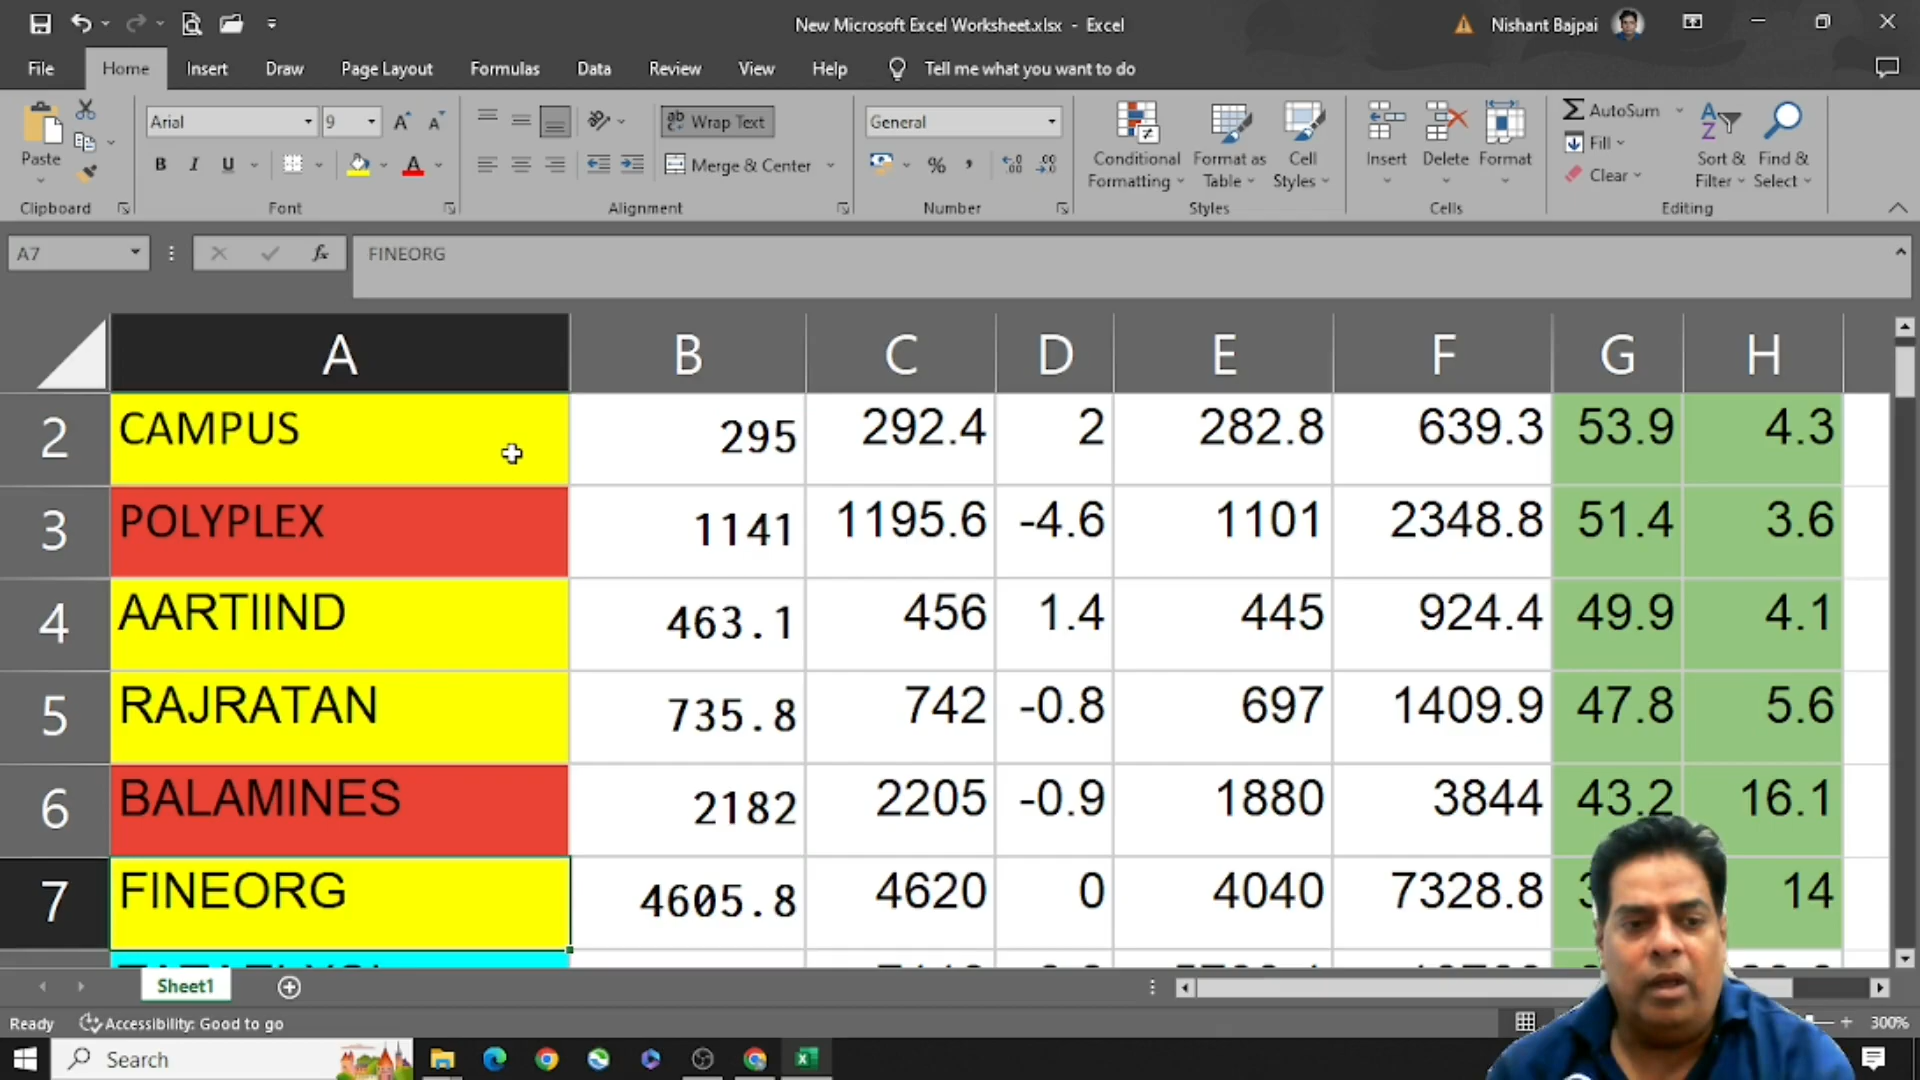 New Microsoft Excel Worksheet.xlsx - Excel
Nishant Bajpai
File Home Insert Draw Page Layout Formulas Data Review View Help Tell me what you want to do
Paste
Clipboard
Arial 9
B I U A
Font
Wrap Text
Merge & Center
Alignment
General
%
Number
Conditional Formatting
Format as Table
Cell Styles
Styles
Insert Delete Format
Cells
AutoSum
Fill
Clear
Sort & Filter
Find & Select
Editing
A7 fx FINEORG
A B C D E F G H
2 CAMPUS 295 292.4 2 282.8 639.3 53.9 4.3
3 POLYPLEX 1141 1195.6 -4.6 1101 2348.8 51.4 3.6
4 AARTIIND 463.1 456 1.4 445 924.4 49.9 4.1
5 RAJRATAN 735.8 742 -0.8 697 1409.9 47.8 5.6
6 BALAMINES 2182 2205 -0.9 1880 3844 43.2 16.1
7 FINEORG 4605.8 4620 0 4040 7328.8 14
Sheet1
Ready Accessibility: Good to go 300%
Search